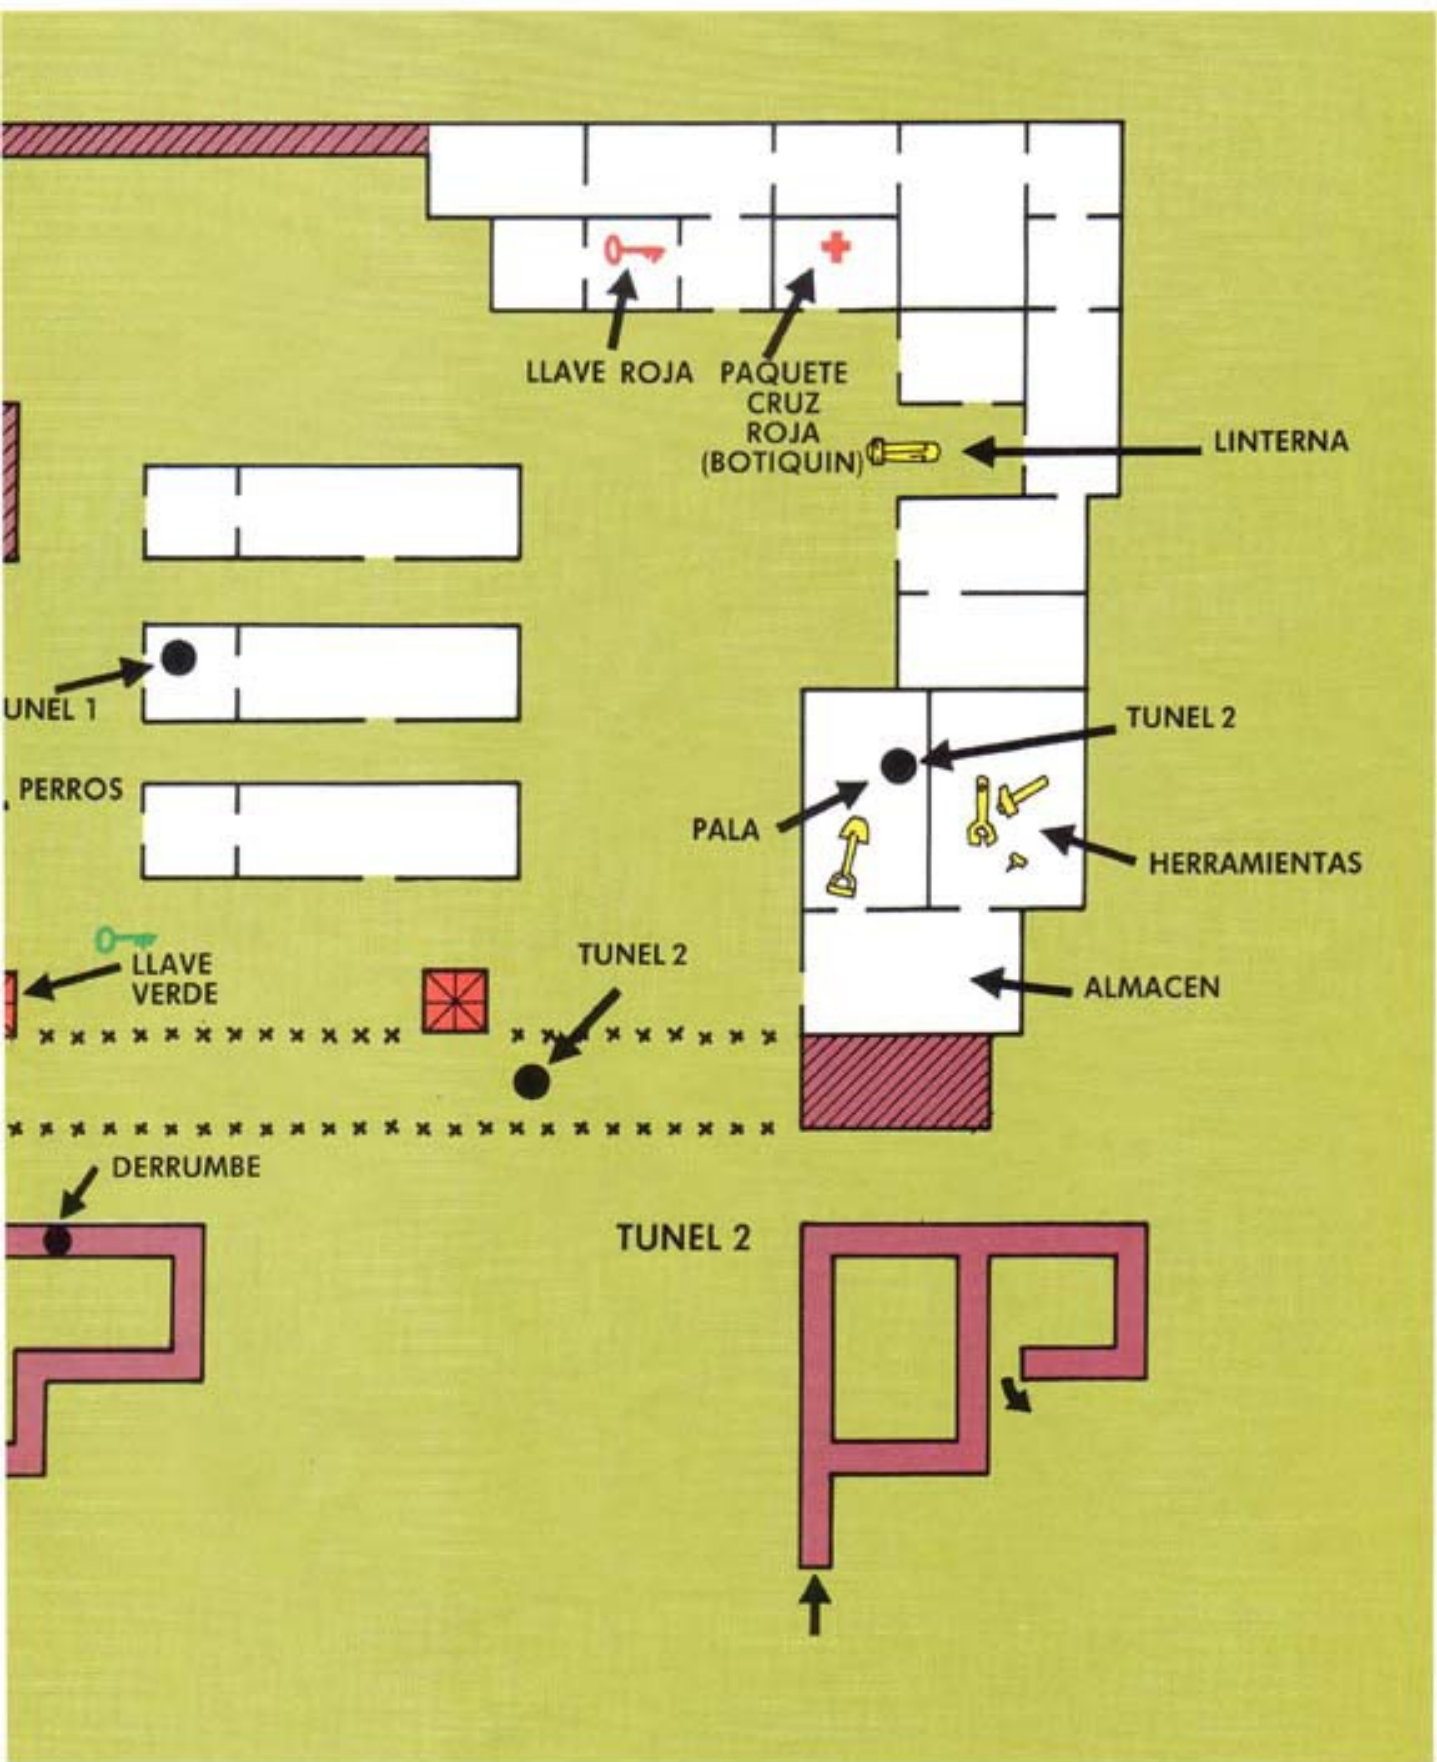 LLAVE ROJA
PAQUETE
CRUZ
ROJA
(BOTIQUIN)
LINTERNA
UNEL 1
TUNEL 2
PERROS
PALA
HERRAMIENTAS
LLAVE
VERDE
TUNEL 2
ALMACEN
DERRUMBE
TUNEL 2